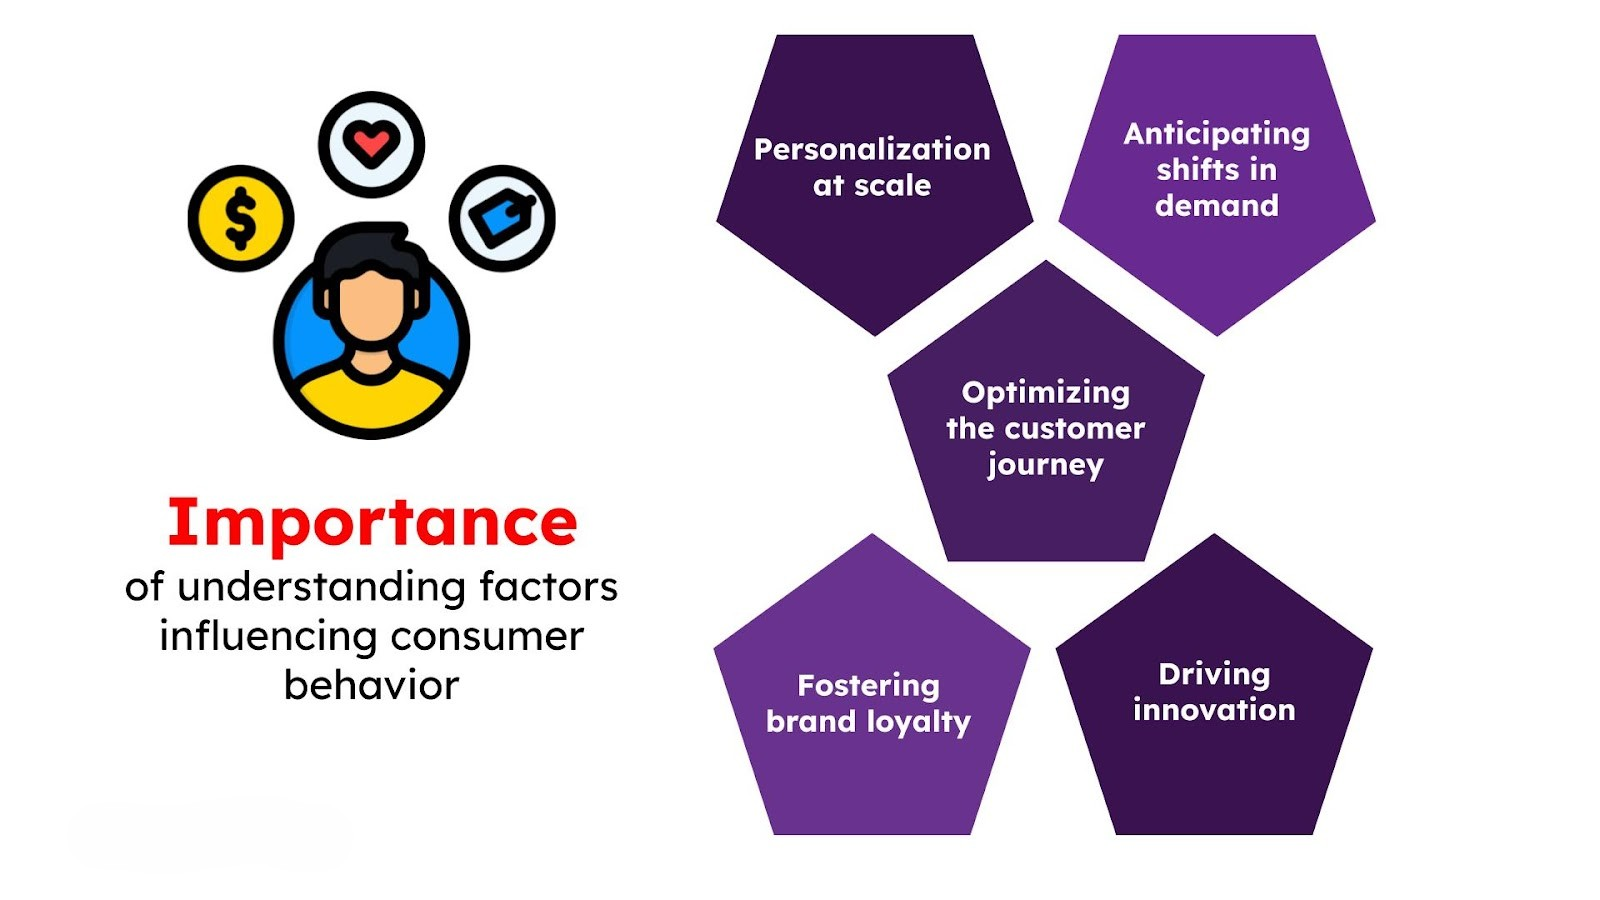 Importance
of understanding factors
influencing consumer
behavior
Personalization
at scale
Anticipating
shifts in
demand
Optimizing
the customer
journey
Fostering
brand loyalty
Driving
innovation